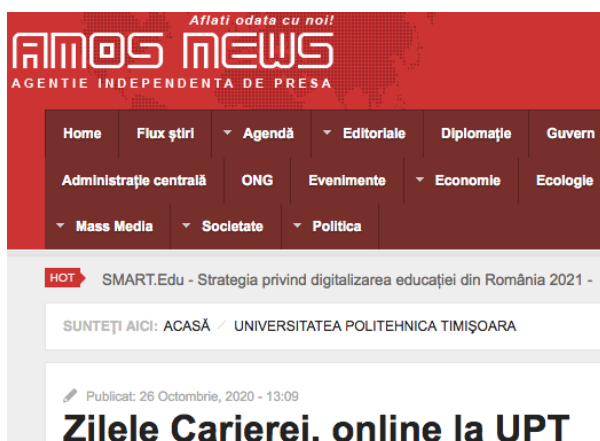 Aflati odata cu noi!
AMOS NEWS
AGENTIE INDEPENDENTA DE PRESA
Home Flux știri Agendă Editoriale Diplomație Guvern
Administrație centrală ONG Evenimente Economie Ecologie
Mass Media Societate Politica
HOT SMART.Edu - Strategia privind digitalizarea educației din România 2021 -
SUNTEȚI AICI: ACASĂ / UNIVERSITATEA POLITEHNICA TIMIȘOARA
Publicat: 26 Octombrie, 2020 - 13:09
Zilele Carierei, online la UPT